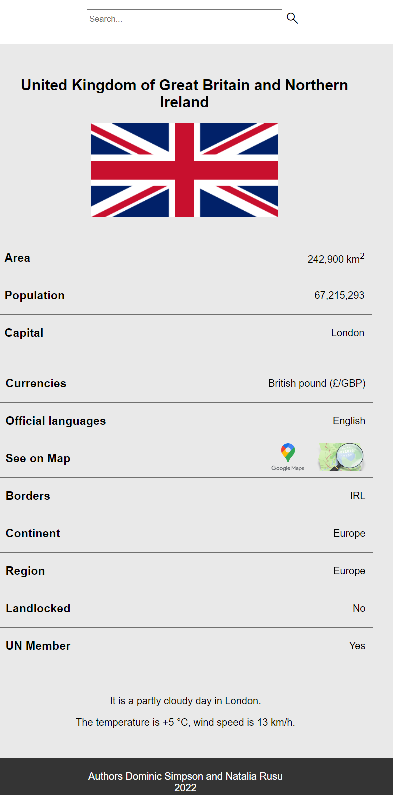 Search...
United Kingdom of Great Britain and Northern
Ireland
Area 242,900 km²
Population 67,215,293
Capital London
Currencies British pound (£/GBP)
Official languages English
See on Map Google Maps
Borders IRL
Continent Europe
Region Europe
Landlocked No
UN Member Yes
It is a partly cloudy day in London.
The temperature is +5 °C, wind speed is 13 km/h.
Authors Dominic Simpson and Natalia Rusu
2022